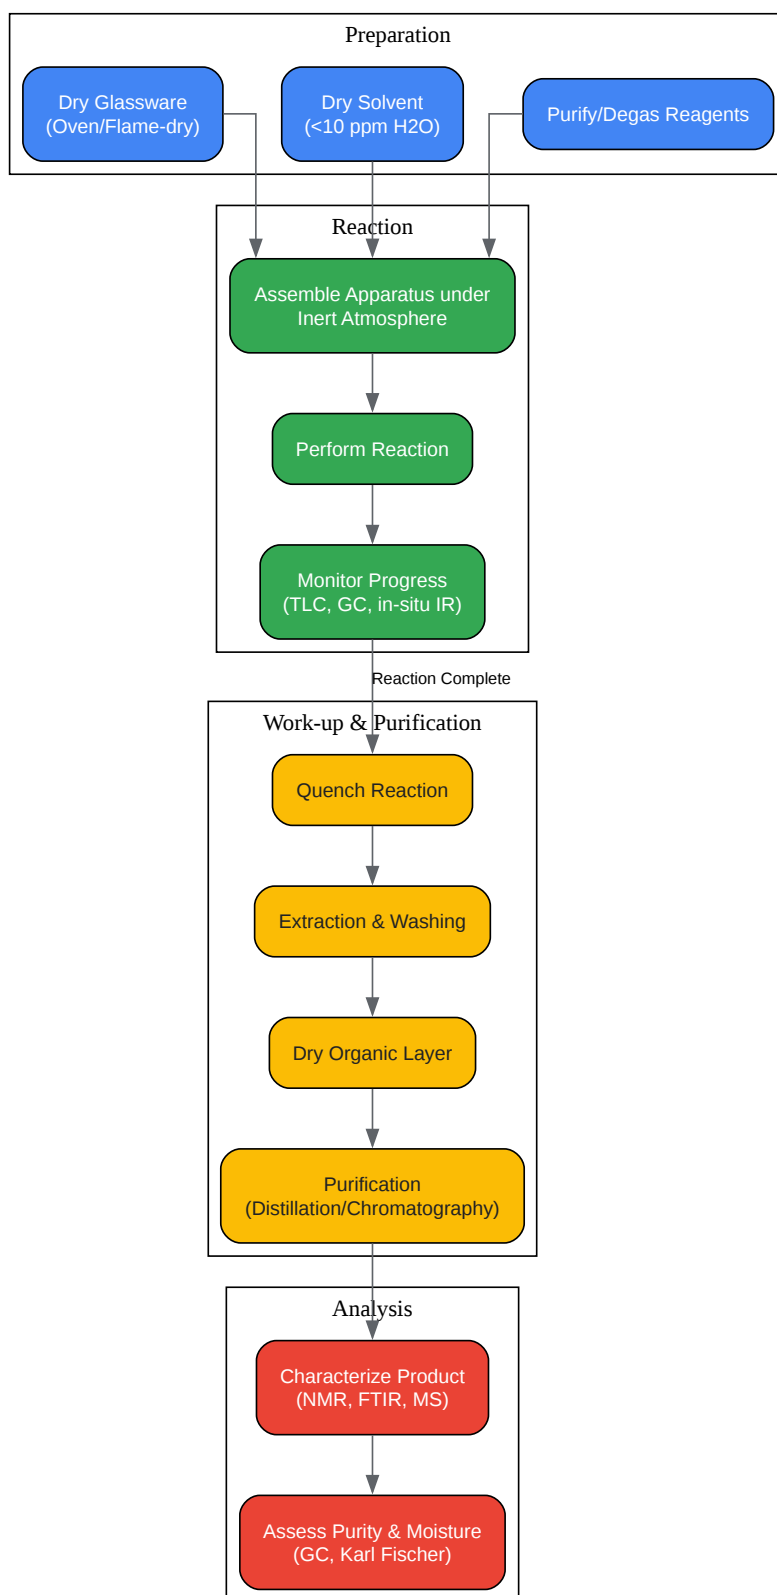 Preparation
Dry Glassware
(Oven/Flame-dry)
Dry Solvent
(<10 ppm H2O)
Purify/Degas Reagents
Reaction
Assemble Apparatus under
Inert Atmosphere
Perform Reaction
Monitor Progress
(TLC, GC, in-situ IR)
Reaction Complete
Work-up & Purification
Quench Reaction
Extraction & Washing
Dry Organic Layer
Purification
(Distillation/Chromatography)
Analysis
Characterize Product
(NMR, FTIR, MS)
Assess Purity & Moisture
(GC, Karl Fischer)